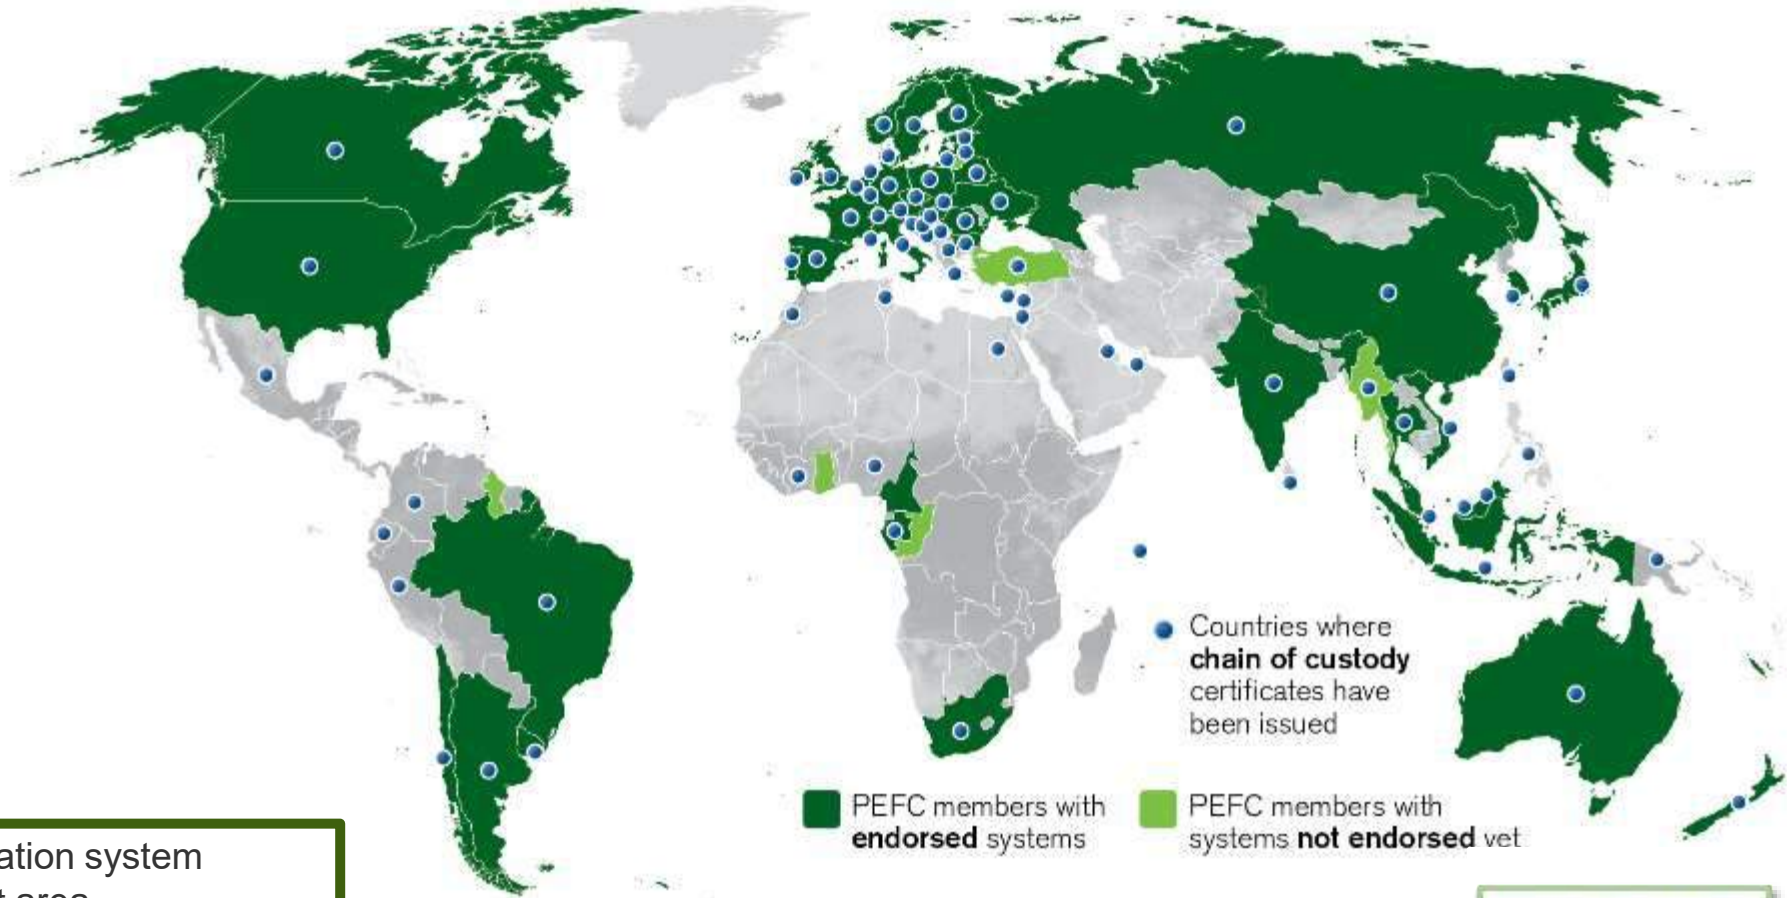 Countries where
chain of custody
certificates have
been issued
PEFC members with
endorsed systems
PEFC members with
systems not endorsed yet
ation system
t area